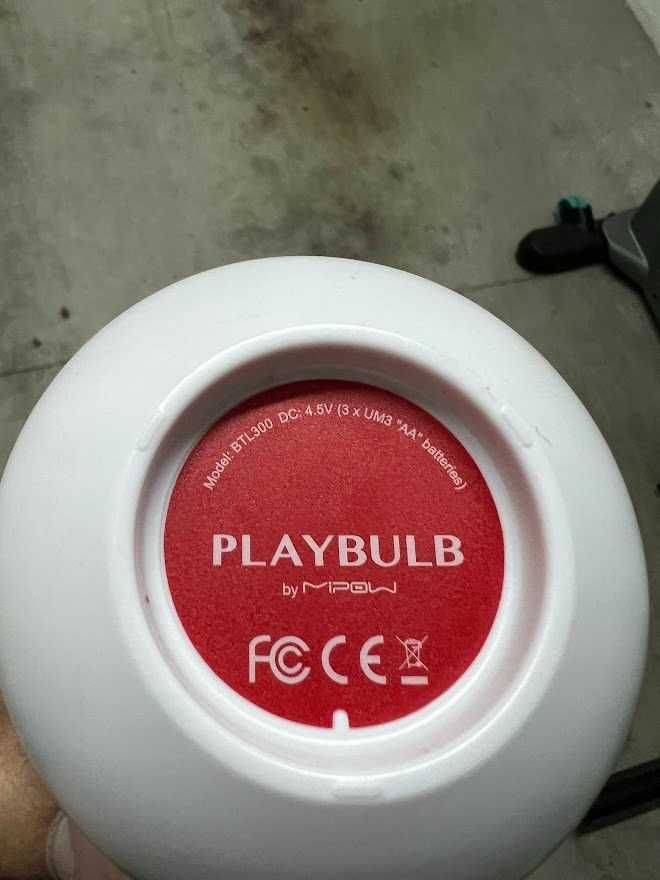 Model: BTL300 DC: 4.5V (3 x UM3 "AA" batteries)
PLAYBULB
by MIPOW
FC CE